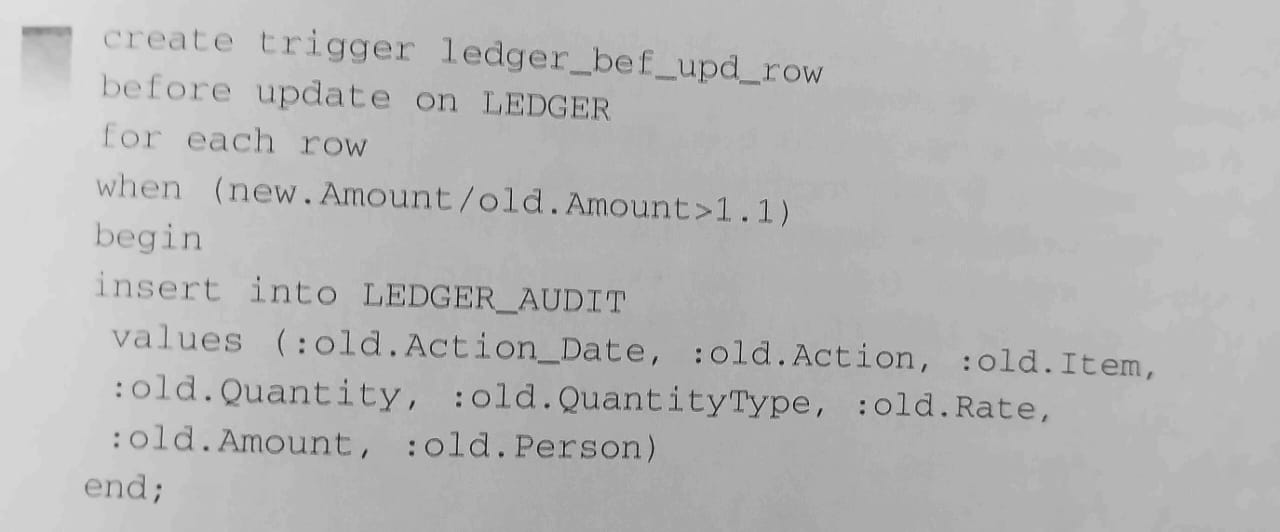 create trigger ledger_bef_upd_row
before update on LEDGER
for each row
when (new.Amount/old.Amount>1.1)
begin
insert into LEDGER_AUDIT
values (:old.Action_Date, :old.Action, :old.Item,
:old.Quantity, :old.QuantityType, :old.Rate,
:old.Amount, :old.Person)
end;